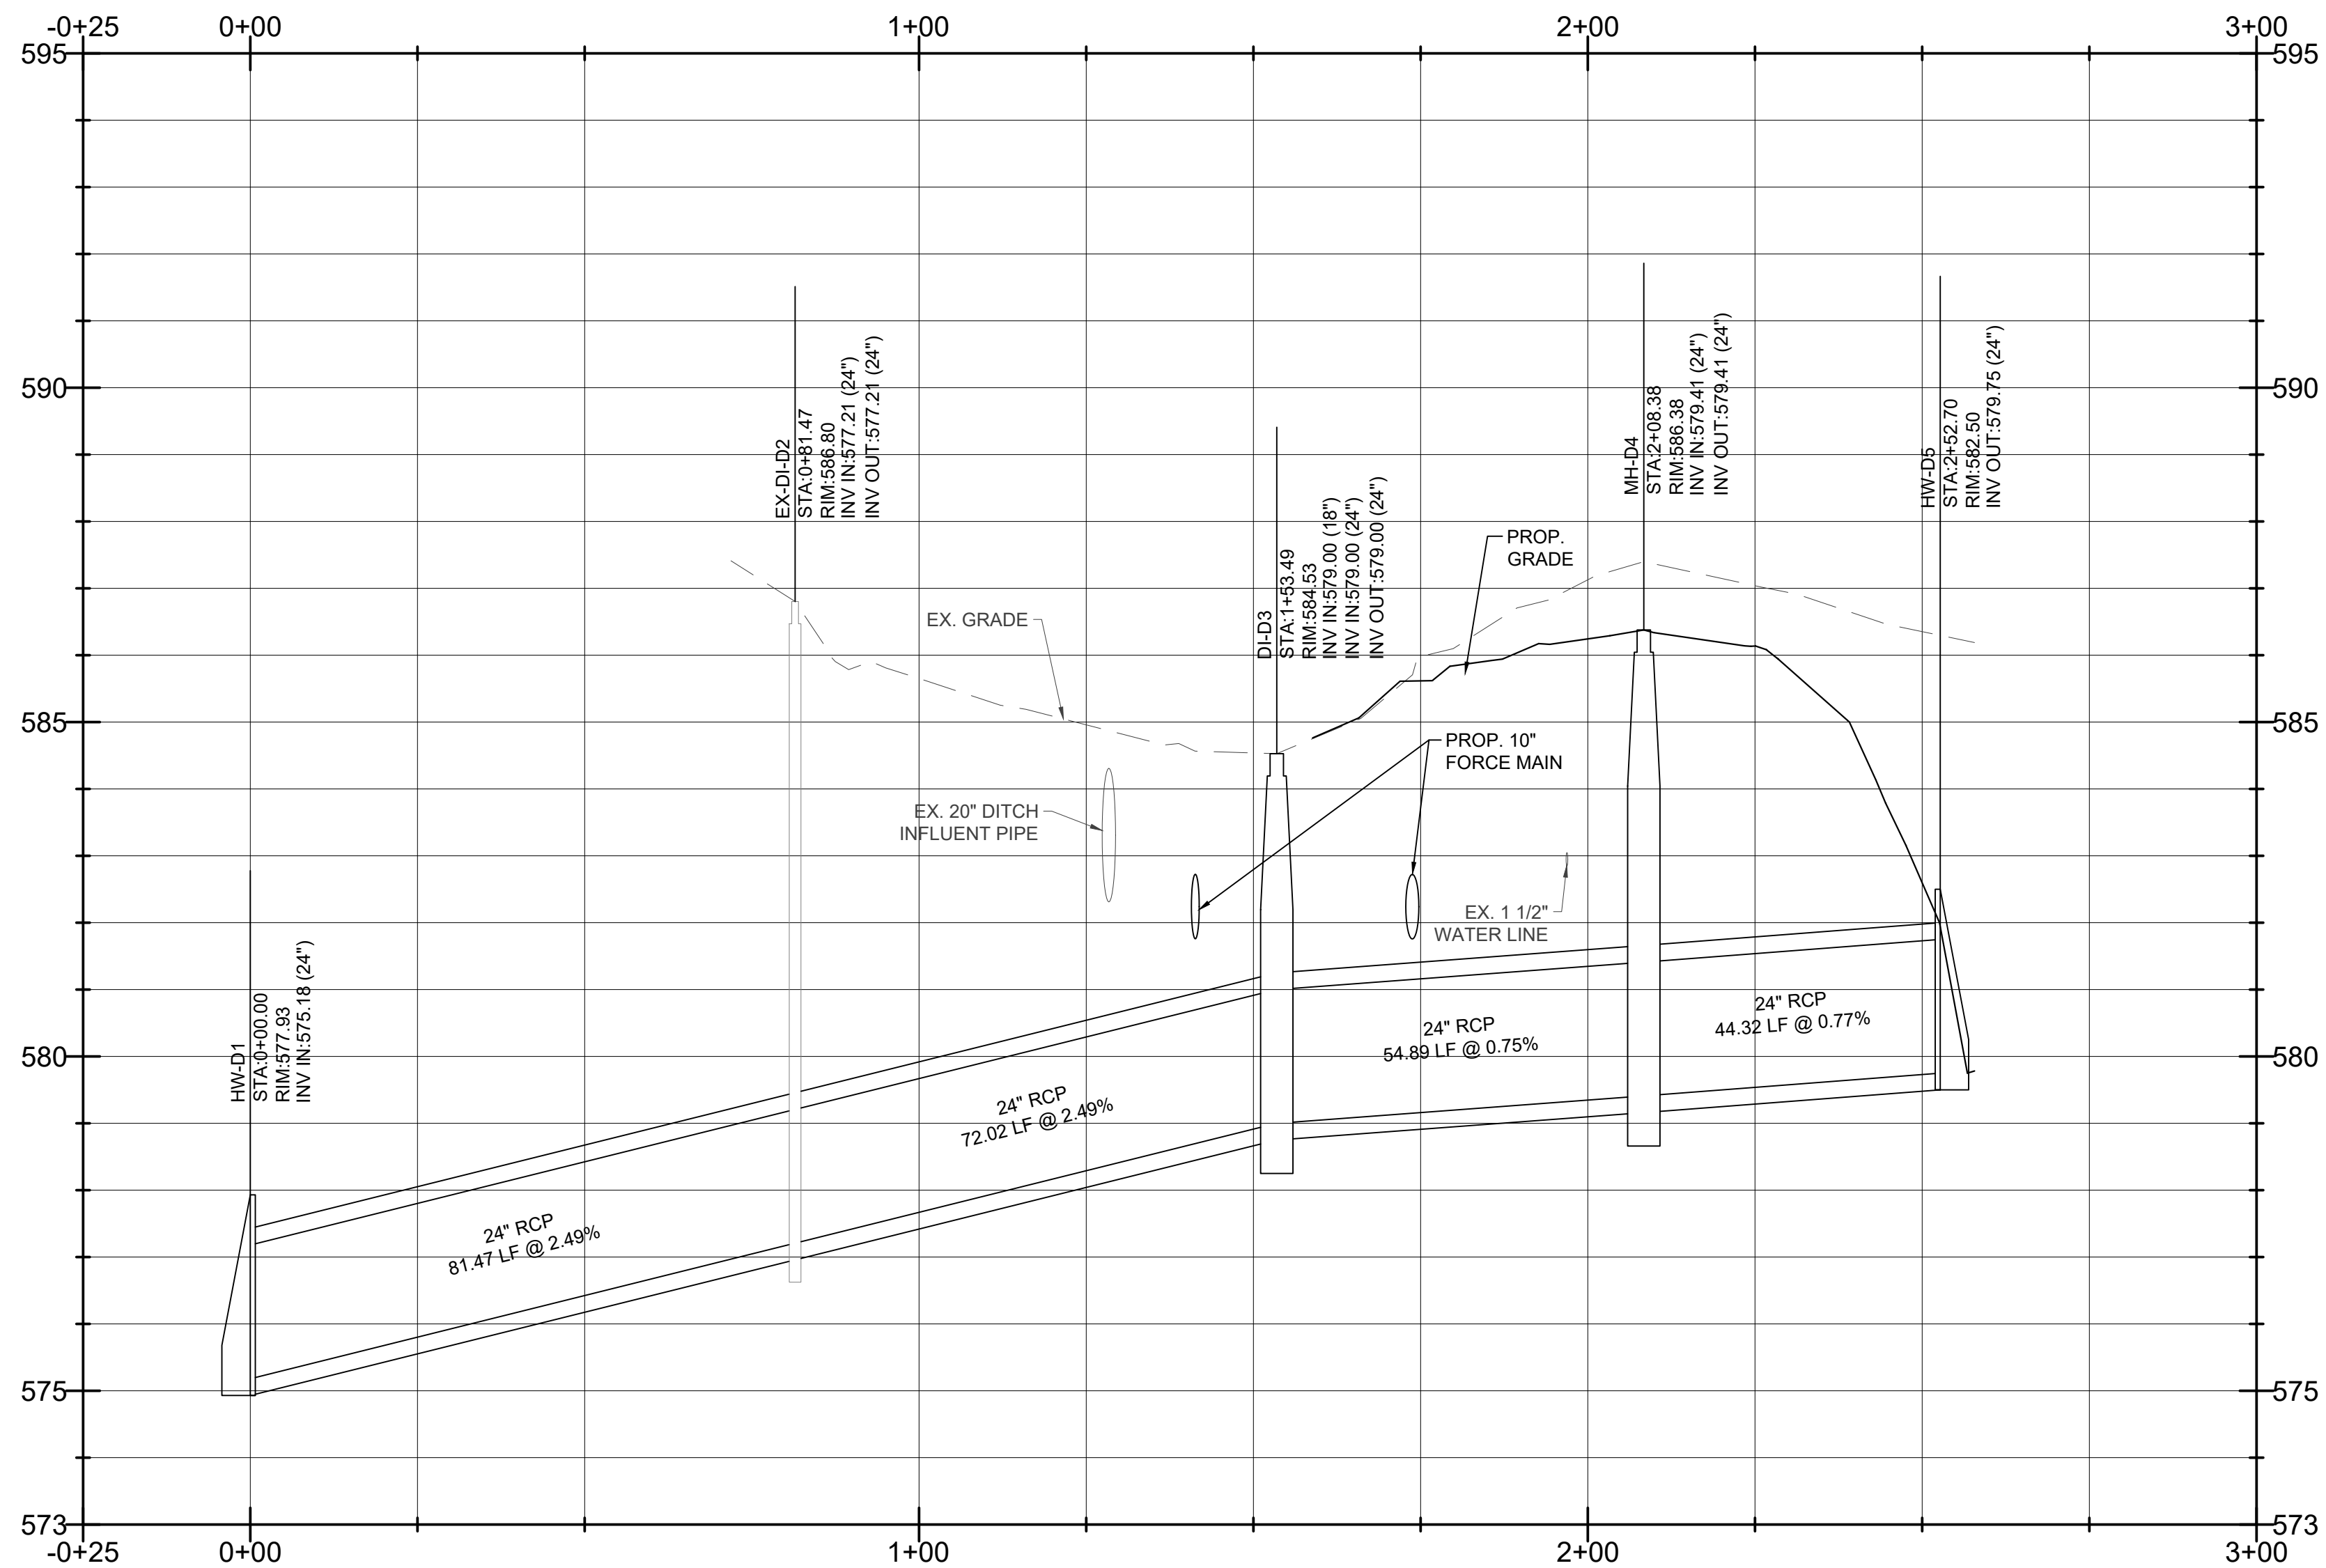 -0+25
0+00
1+00
2+00
3+00
595
595
590
590
585
585
580
580
575
575
573
573
EX-DI-D2
STA:0+81.47
RIM:586.80
INV IN:577.21 (24")
INV OUT:577.21 (24")
MH-D4
STA:2+08.38
RIM:586.38
INV IN:579.41 (24")
INV OUT:579.41 (24")
HW-D5
STA:2+52.70
RIM:582.50
INV OUT:579.75 (24")
DI-D3
STA:1+53.49
RIM:584.53
INV IN:579.00 (18")
INV IN:579.00 (24")
INV OUT:579.00 (24")
PROP.
GRADE
EX. GRADE
PROP. 10"
FORCE MAIN
EX. 20" DITCH
INFLUENT PIPE
EX. 1 1/2"
WATER LINE
HW-D1
STA:0+00.00
RIM:577.93
INV IN:575.18 (24")
24" RCP
44.32 LF @ 0.77%
24" RCP
54.89 LF @ 0.75%
24" RCP
72.02 LF @ 2.49%
24" RCP
81.47 LF @ 2.49%
-0+25
0+00
1+00
2+00
3+00